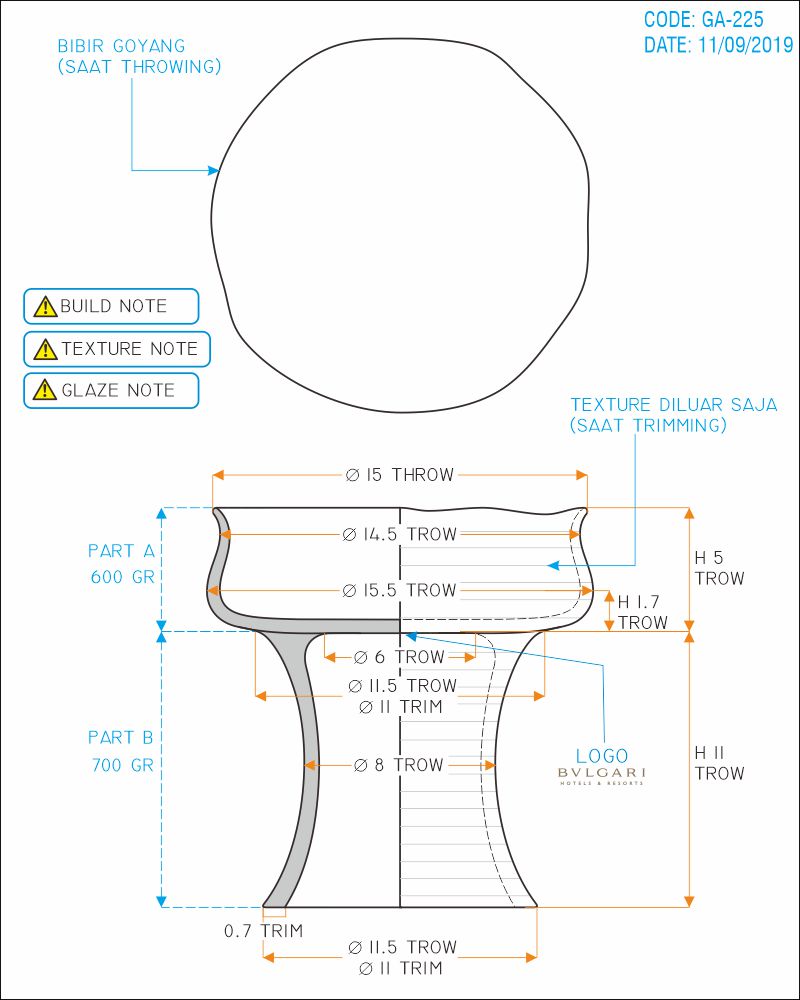 CODE: GA-225
DATE: 11/09/2019
BIBIR GOYANG
(SAAT THROWING)
BUILD NOTE
TEXTURE NOTE
GLAZE NOTE
TEXTURE DILUAR SAJA
(SAAT TRIMMING)
Ø 15 THROW
Ø 14.5 TROW
PART A
600 GR
H 5
TROW
Ø 15.5 TROW
H 1.7
TROW
Ø 6 TROW
Ø 11.5 TROW
Ø 11 TRIM
PART B
700 GR
Ø 8 TROW
LOGO
BVLGARI
HOTELS & RESORTS
H 11
TROW
0.7 TRIM
Ø 11.5 TROW
Ø 11 TRIM